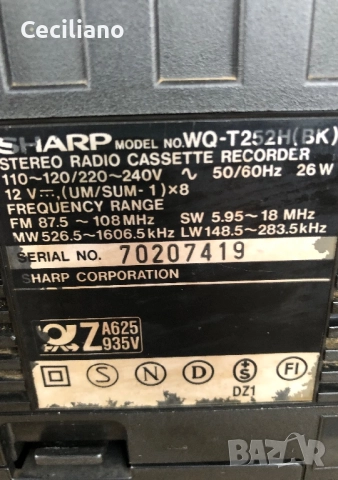 Ceciliano
SHARP MODEL NO. WQ-T252H(BK)
STEREO RADIO CASSETTE RECORDER
110~120/220~240V ∿ 50/60Hz 26W
12V ⎓, (UM/SUM-1)×8
FREQUENCY RANGE
FM 87.5~108MHz SW 5.95~18MHz
MW 526.5~1606.5kHz LW 148.5~283.5kHz
SERIAL NO. 70207419
SHARP CORPORATION
Z A625
935V
S N D D +S FI
DZ1
BAZAR.bg